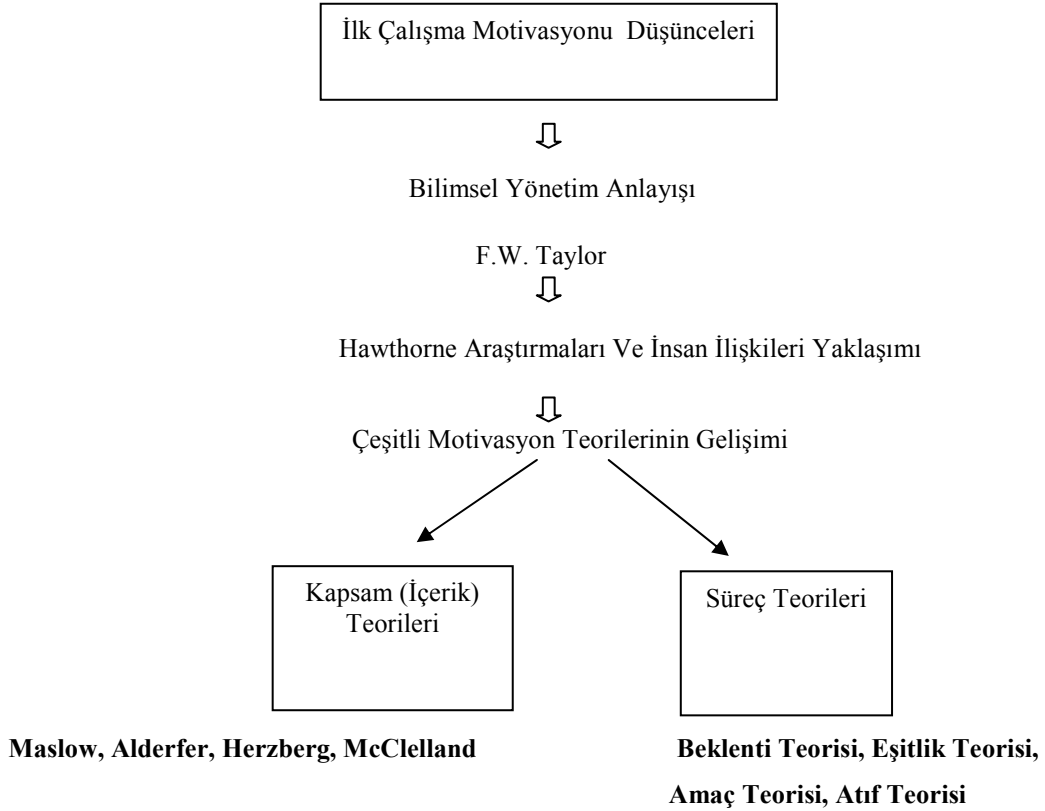 İlk Çalışma Motivasyonu Düşünceleri
Bilimsel Yönetim Anlayışı
F.W. Taylor
Hawthorne Araştırmaları Ve İnsan İlişkileri Yaklaşımı
Çeşitli Motivasyon Teorilerinin Gelişimi
Kapsam (İçerik)
Teorileri
Süreç Teorileri
Maslow, Alderfer, Herzberg, McClelland
Beklenti Teorisi, Eşitlik Teorisi,
Amaç Teorisi, Atıf Teorisi